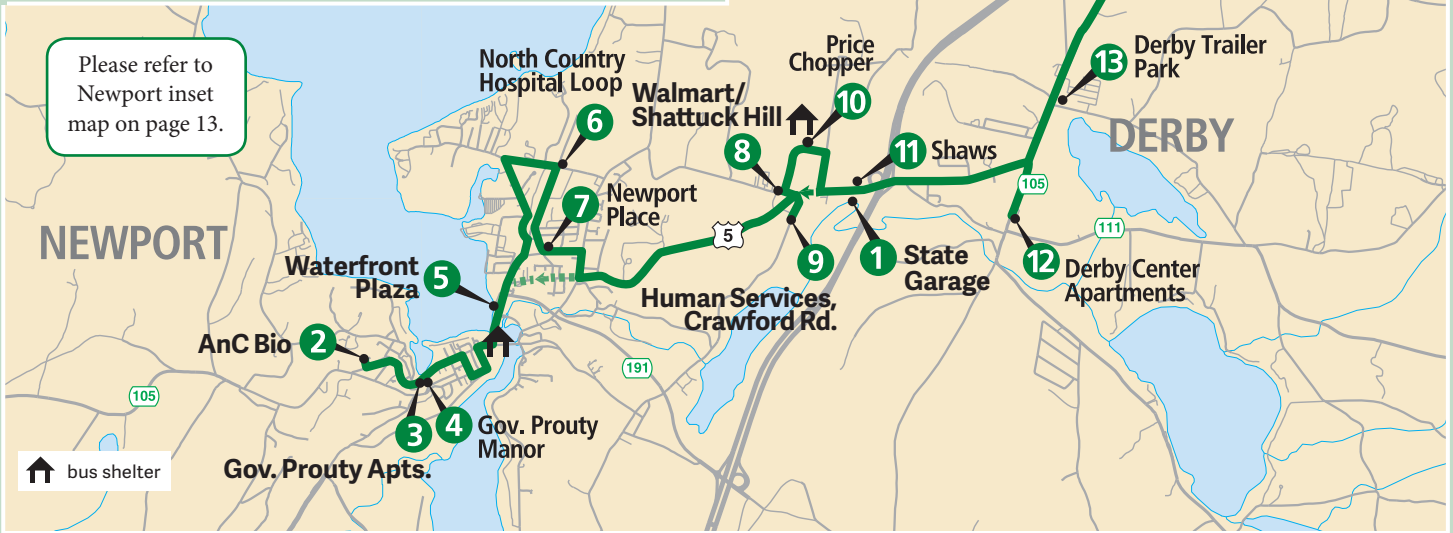 Please refer to
Newport inset
map on page 13.
North Country
Hospital Loop
6
Walmart/
Shattuck Hill
8
Price
Chopper
10
11 Shaws
13
Derby Trailer
Park
DERBY
105
111
7
Newport
Place
NEWPORT
5
Waterfront
Plaza
5
9
Human Services,
Crawford Rd.
1
State
Garage
12
Derby Center
Apartments
AnC Bio 2
105
191
3
Gov. Prouty Apts.
4
Gov. Prouty
Manor
bus shelter